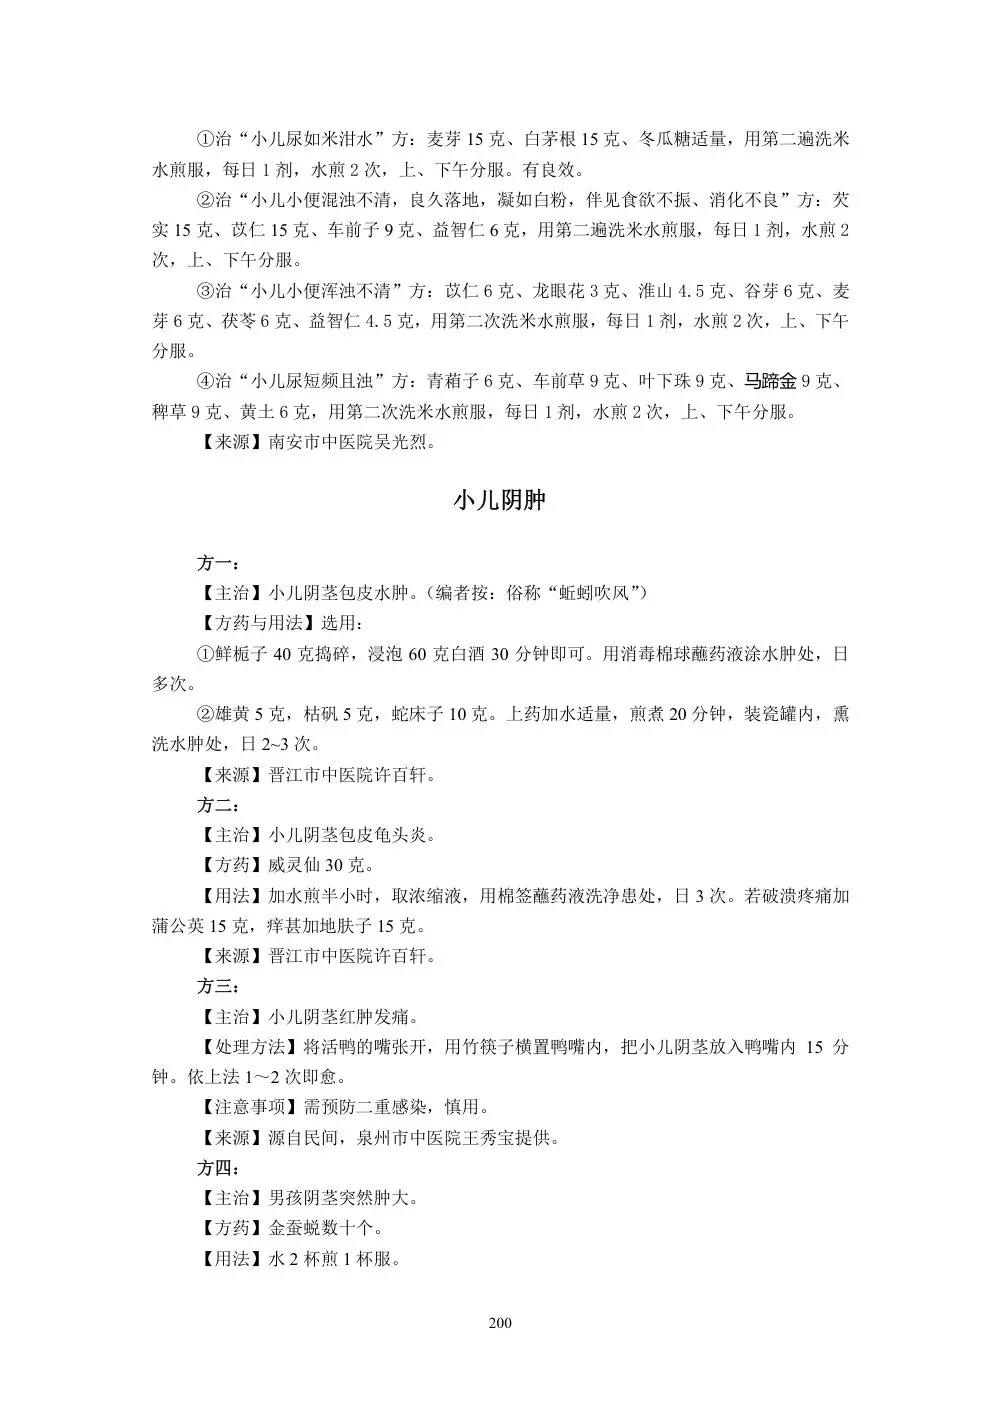 ①治“小儿尿如米泔水”方：麦芽 15 克、白茅根 15 克、冬瓜糖适量，用第二遍洗米
水煎服，每日 1 剂，水煎 2 次，上、下午分服。有良效。
②治“小儿小便混浊不清，良久落地，凝如白粉，伴见食欲不振、消化不良”方：芡
实 15 克、苡仁 15 克、车前子 9 克、益智仁 6 克，用第二遍洗米水煎服，每日 1 剂，水煎 2
次，上、下午分服。
③治“小儿小便浑浊不清”方：苡仁 6 克、龙眼花 3 克、淮山 4.5 克、谷芽 6 克、麦
芽 6 克、茯苓 6 克、益智仁 4.5 克，用第二次洗米水煎服，每日 1 剂，水煎 2 次，上、下午
分服。
④治“小儿尿短频且浊”方：青葙子 6 克、车前草 9 克、叶下珠 9 克、马蹄金 9 克、
稗草 9 克、黄土 6 克，用第二次洗米水煎服，每日 1 剂，水煎 2 次，上、下午分服。
【来源】南安市中医院吴光烈。
小儿阴肿
方一：
【主治】小儿阴茎包皮水肿。（编者按：俗称“蚯蚓吹风”）
【方药与用法】选用：
①鲜栀子 40 克捣碎，浸泡 60 克白酒 30 分钟即可。用消毒棉球蘸药液涂水肿处，日
多次。
②雄黄 5 克，枯矾 5 克，蛇床子 10 克。上药加水适量，煎煮 20 分钟，装瓷罐内，熏
洗水肿处，日 2~3 次。
【来源】晋江市中医院许百轩。
方二：
【主治】小儿阴茎包皮龟头炎。
【方药】威灵仙 30 克。
【用法】加水煎半小时，取浓缩液，用棉签蘸药液洗净患处，日 3 次。若破溃疼痛加
蒲公英 15 克，痒甚加地肤子 15 克。
【来源】晋江市中医院许百轩。
方三：
【主治】小儿阴茎红肿发痛。
【处理方法】将活鸭的嘴张开，用竹筷子横置鸭嘴内，把小儿阴茎放入鸭嘴内 15 分
钟。依上法 1～2 次即愈。
【注意事项】需预防二重感染，慎用。
【来源】源自民间，泉州市中医院王秀宝提供。
方四：
【主治】男孩阴茎突然肿大。
【方药】金蚕蜕数十个。
【用法】水 2 杯煎 1 杯服。
200